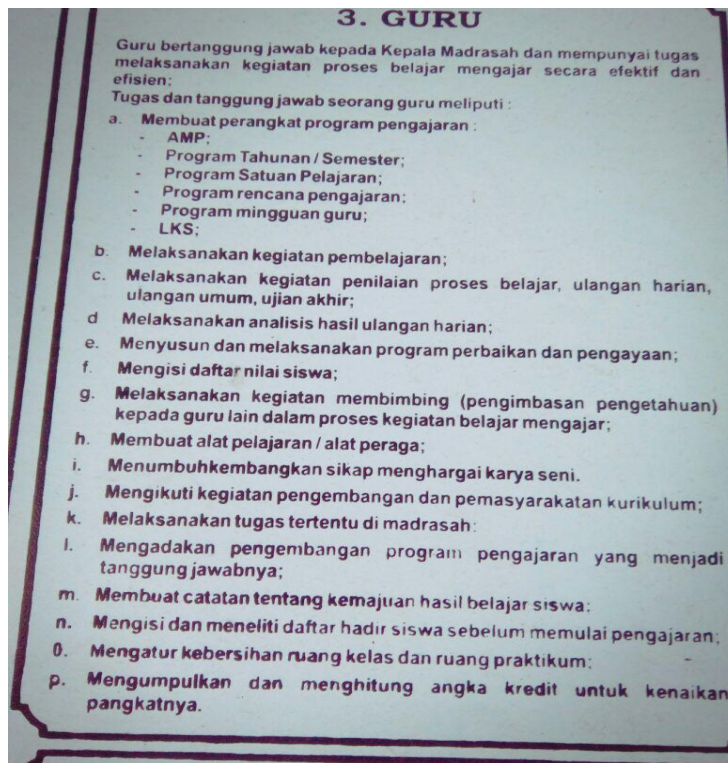 3. GURU
Guru bertanggung jawab kepada Kepala Madrasah dan mempunyai tugas
melaksanakan kegiatan proses belajar mengajar secara efektif dan
efisien;
Tugas dan tanggung jawab seorang guru meliputi :
a. Membuat perangkat program pengajaran :
- AMP;
- Program Tahunan / Semester;
- Program Satuan Pelajaran;
- Program rencana pengajaran;
- Program mingguan guru;
- LKS;
b. Melaksanakan kegiatan pembelajaran;
c. Melaksanakan kegiatan penilaian proses belajar, ulangan harian,
ulangan umum, ujian akhir;
d Melaksanakan analisis hasil ulangan harian;
e. Menyusun dan melaksanakan program perbaikan dan pengayaan;
f. Mengisi daftar nilai siswa;
g. Melaksanakan kegiatan membimbing (pengimbasan pengetahuan)
kepada guru lain dalam proses kegiatan belajar mengajar;
h. Membuat alat pelajaran / alat peraga;
i. Menumbuhkembangkan sikap menghargai karya seni.
j. Mengikuti kegiatan pengembangan dan pemasyarakatan kurikulum;
k. Melaksanakan tugas tertentu di madrasah:
l. Mengadakan pengembangan program pengajaran yang menjadi
tanggung jawabnya;
m. Membuat catatan tentang kemajuan hasil belajar siswa;
n. Mengisi dan meneliti daftar hadir siswa sebelum memulai pengajaran;
0. Mengatur kebersihan ruang kelas dan ruang praktikum;
p. Mengumpulkan dan menghitung angka kredit untuk kenaikan
pangkatnya.